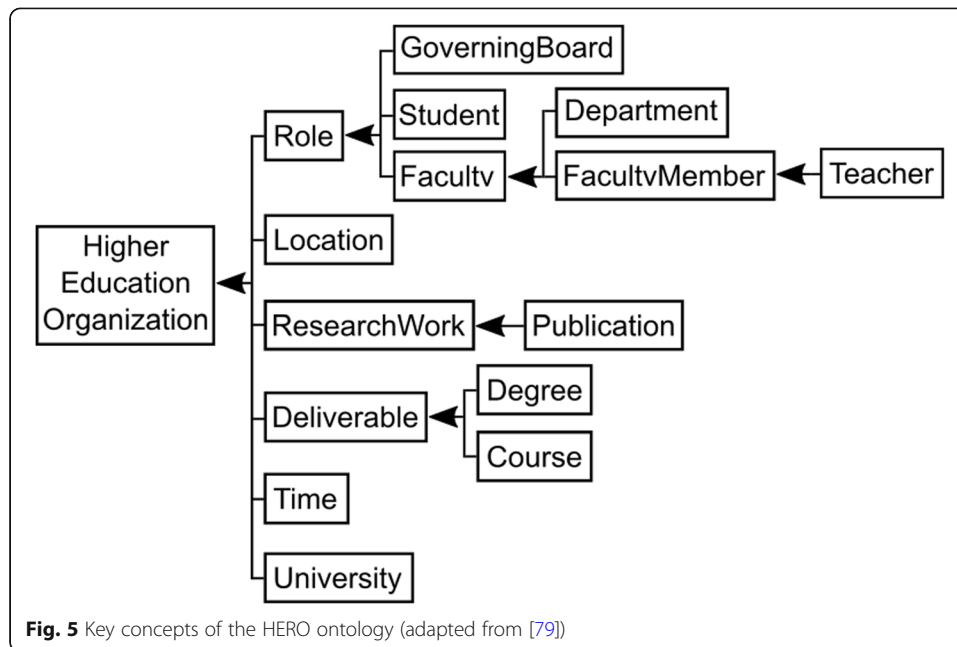 GoverningBoard
Student
Role
Department
Facultv
FacultvMember
Teacher
Higher
Education
Organization
Location
ResearchWork
Publication
Degree
Deliverable
Course
Time
University
Fig. 5 Key concepts of the HERO ontology (adapted from [79])